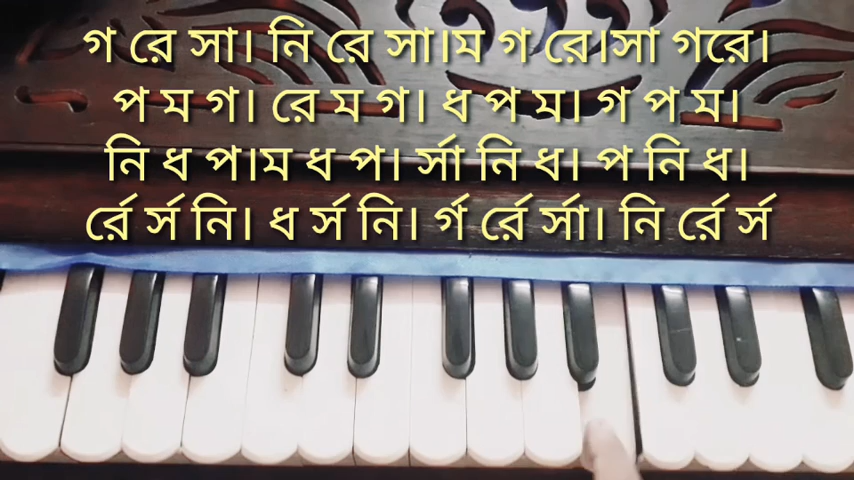 গ রে সা। নি রে সা।ম গ রে।সা গরে।
প ম গ। রে ম গ। ধ প ম। গ প ম।
নি ধ প।ম ধ প। র্সা নি ধ। প নি ধ।
র্রে র্স নি। ধ র্স নি। র্গ র্রে র্সা। নি র্রে র্স